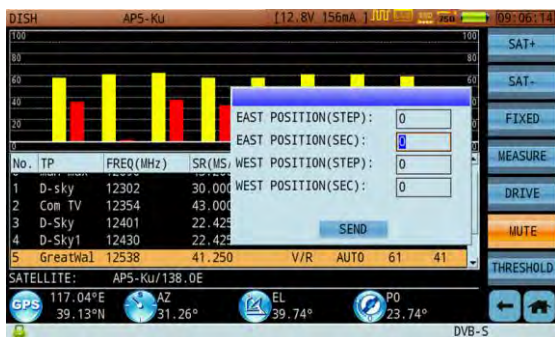 DISH AP5-Ku [12.8V 156mA ] 75Ω 09:06:14
100 100
80 80
60
40
20
0
EAST POSITION(STEP): 0
EAST POSITION(SEC): 0
WEST POSITION(STEP): 0
WEST POSITION(SEC): 0
SEND
No. TP FREQ(MHz) SR(MS/
1 D-sky 12302 30.000
2 Com TV 12354 43.000
3 D-Sky 12401 22.425
4 D-Sky1 12430 22.425
5 GreatWal 12538 41.250 V/R AUTO 61 41
SATELLITE: AP5-Ku/138.0E
GPS 117.04°E 39.13°N
AZ 31.26°
EL 39.74°
PO 23.74°
DVB-S
SAT+
SAT-
FIXED
MEASURE
DRIVE
MUTE
THRESHOLD